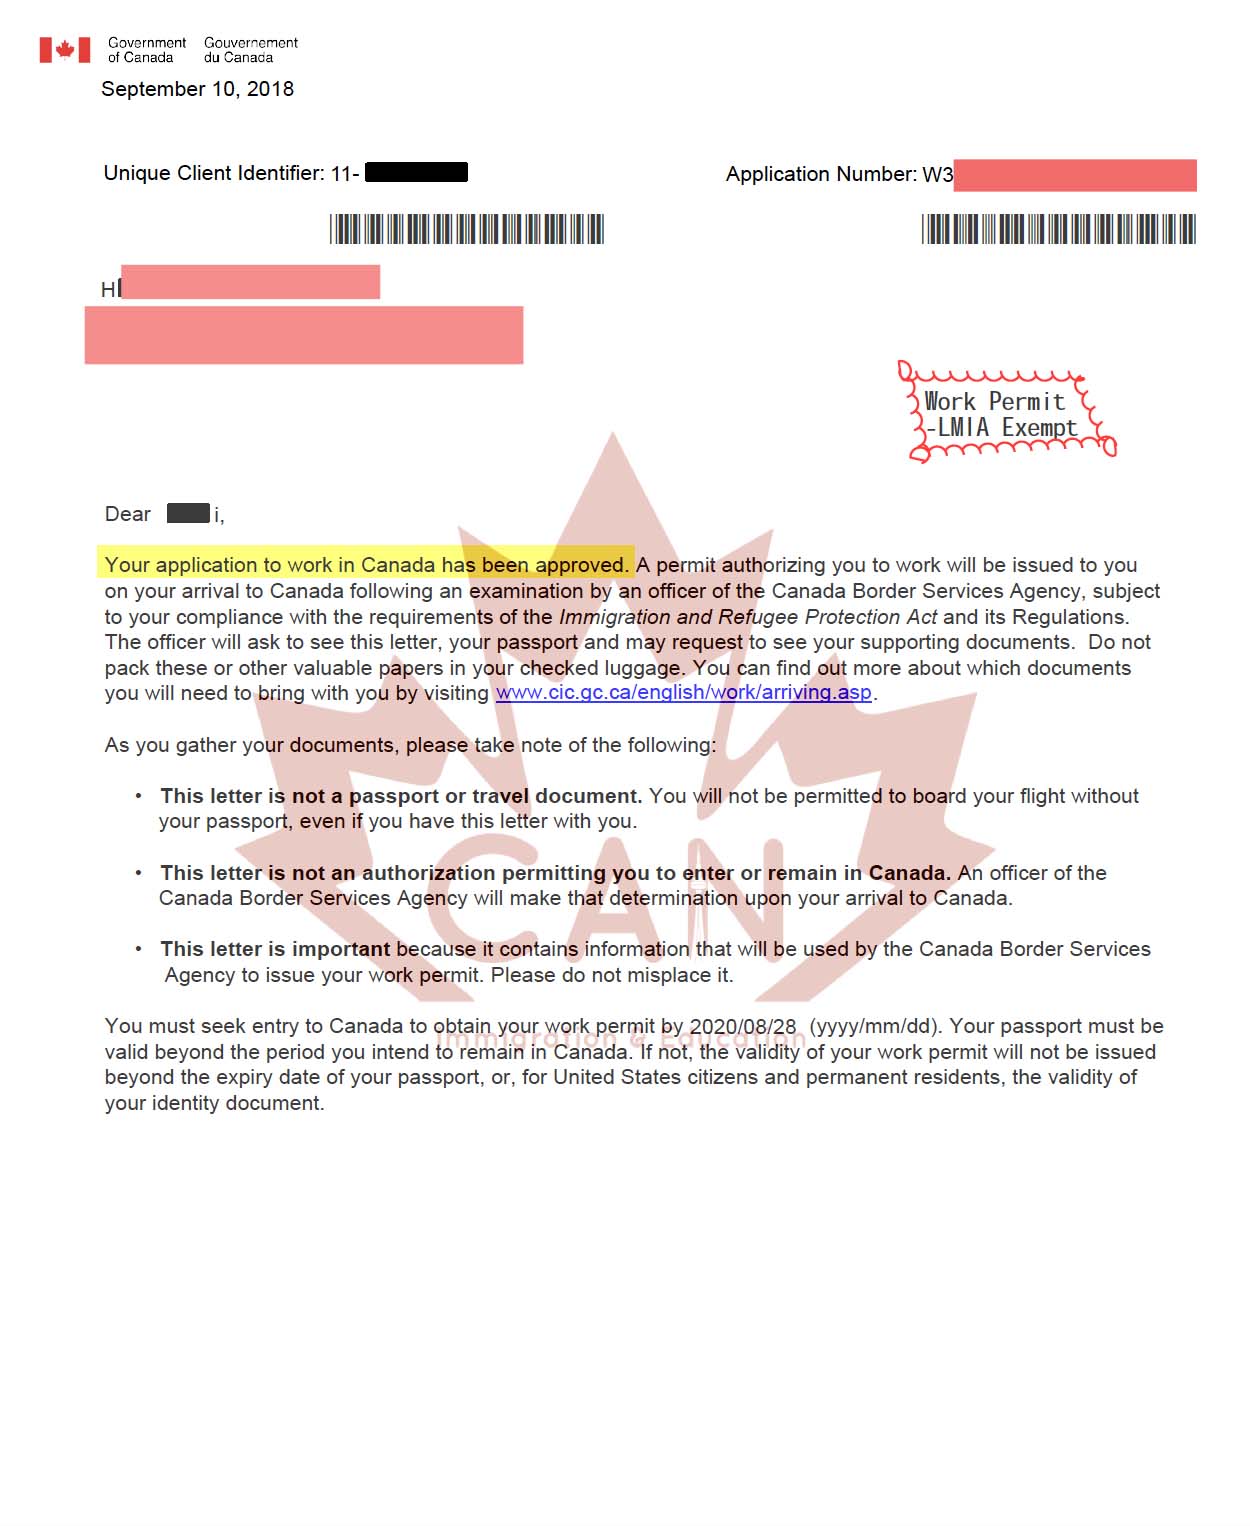 Government Gouvernement
of Canada du Canada
September 10, 2018
Unique Client Identifier: 11-
Application Number: W3
H
Work Permit
-LMIA Exempt
Dear i,
Your application to work in Canada has been approved. A permit authorizing you to work will be issued to you
on your arrival to Canada following an examination by an officer of the Canada Border Services Agency, subject
to your compliance with the requirements of the Immigration and Refugee Protection Act and its Regulations.
The officer will ask to see this letter, your passport and may request to see your supporting documents. Do not
pack these or other valuable papers in your checked luggage. You can find out more about which documents
you will need to bring with you by visiting www.cic.gc.ca/english/work/arriving.asp.
As you gather your documents, please take note of the following:
• This letter is not a passport or travel document. You will not be permitted to board your flight without
your passport, even if you have this letter with you.
• This letter is not an authorization permitting you to enter or remain in Canada. An officer of the
Canada Border Services Agency will make that determination upon your arrival to Canada.
• This letter is important because it contains information that will be used by the Canada Border Services
Agency to issue your work permit. Please do not misplace it.
You must seek entry to Canada to obtain your work permit by 2020/08/28 (yyyy/mm/dd). Your passport must be
valid beyond the period you intend to remain in Canada. If not, the validity of your work permit will not be issued
beyond the expiry date of your passport, or, for United States citizens and permanent residents, the validity of
your identity document.
CAN
Immigration & Education